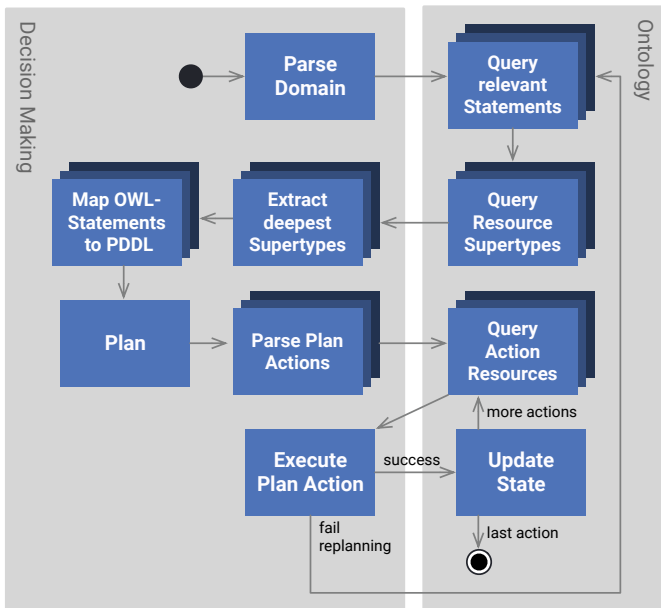 Decision Making
Ontology
Parse
Domain
Query
relevant
Statements
Map OWL-
Statements
to PDDL
Extract
deepest
Supertypes
Query
Resource
Supertypes
Plan
Parse Plan
Actions
Query
Action
Resources
more actions
Execute
Plan Action
success
Update
State
fail
replanning
last action